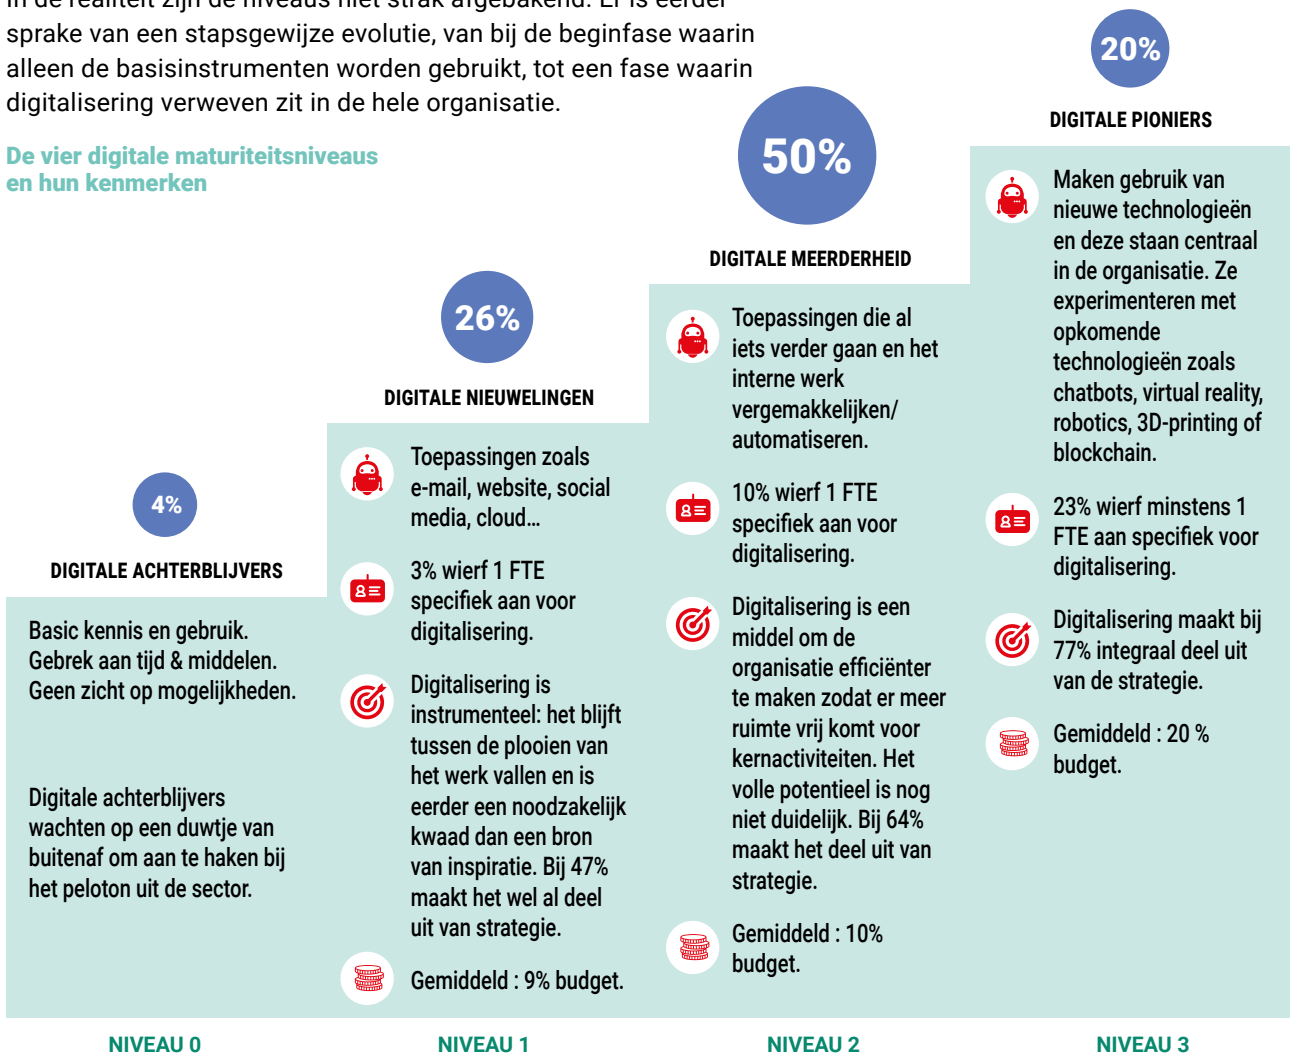 In de realiteit zijn de niveaus niet strak afgebakend. Er is eerder
sprake van een stapsgewijze evolutie, van bij de beginfase waarin
alleen de basisinstrumenten worden gebruikt, tot een fase waarin
digitalisering verweven zit in de hele organisatie.
De vier digitale maturiteitsniveaus
en hun kenmerken
4%
DIGITALE ACHTERBLIJVERS
Basic kennis en gebruik.
Gebrek aan tijd & middelen.
Geen zicht op mogelijkheden.
Digitale achterblijvers
wachten op een duwtje van
buitenaf om aan te haken bij
het peloton uit de sector.
NIVEAU 0
26%
DIGITALE NIEUWELINGEN
Toepassingen zoals
e-mail, website, social
media, cloud…
3% wierf 1 FTE
specifiek aan voor
digitalisering.
Digitalisering is
instrumenteel: het blijft
tussen de plooien van
het werk vallen en is
eerder een noodzakelijk
kwaad dan een bron
van inspiratie. Bij 47%
maakt het wel al deel
uit van strategie.
Gemiddeld : 9% budget.
NIVEAU 1
50%
DIGITALE MEERDERHEID
Toepassingen die al
iets verder gaan en het
interne werk
vergemakkelijken/
automatiseren.
10% wierf 1 FTE
specifiek aan voor
digitalisering.
Digitalisering is een
middel om de
organisatie efficiënter
te maken zodat er meer
ruimte vrij komt voor
kernactiviteiten. Het
volle potentieel is nog
niet duidelijk. Bij 64%
maakt het deel uit van
strategie.
Gemiddeld : 10%
budget.
NIVEAU 2
20%
DIGITALE PIONIERS
Maken gebruik van
nieuwe technologieën
en deze staan centraal
in de organisatie. Ze
experimenteren met
opkomende
technologieën zoals
chatbots, virtual reality,
robotics, 3D-printing of
blockchain.
23% wierf minstens 1
FTE aan specifiek voor
digitalisering.
Digitalisering maakt bij
77% integraal deel uit
van de strategie.
Gemiddeld : 20 %
budget.
NIVEAU 3